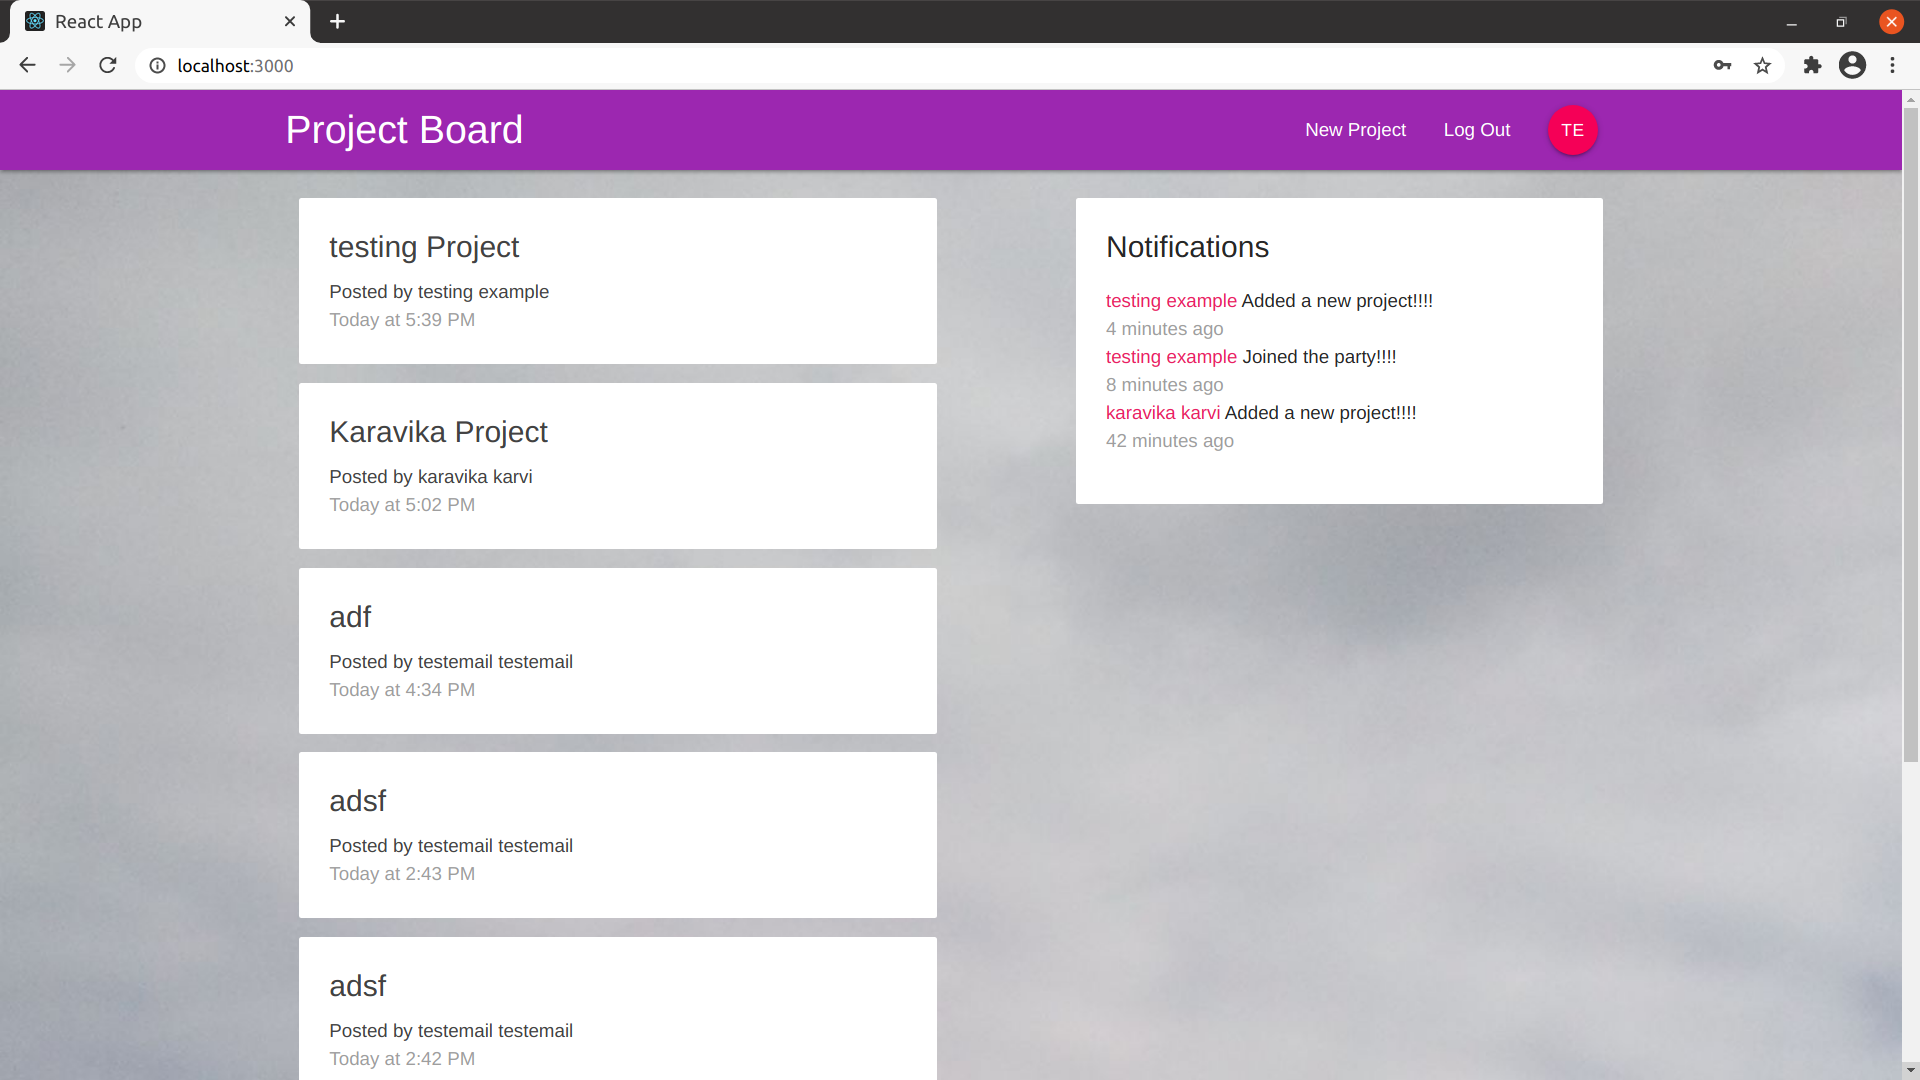 React App
localhost:3000
Project Board
New Project
Log Out
TE
testing Project
Posted by testing example
Today at 5:39 PM
Karavika Project
Posted by karavika karvi
Today at 5:02 PM
adf
Posted by testemail testemail
Today at 4:34 PM
adsf
Posted by testemail testemail
Today at 2:43 PM
adsf
Posted by testemail testemail
Today at 2:42 PM
Notifications
testing example Added a new project!!!!
4 minutes ago
testing example Joined the party!!!!
8 minutes ago
karavika karvi Added a new project!!!!
42 minutes ago